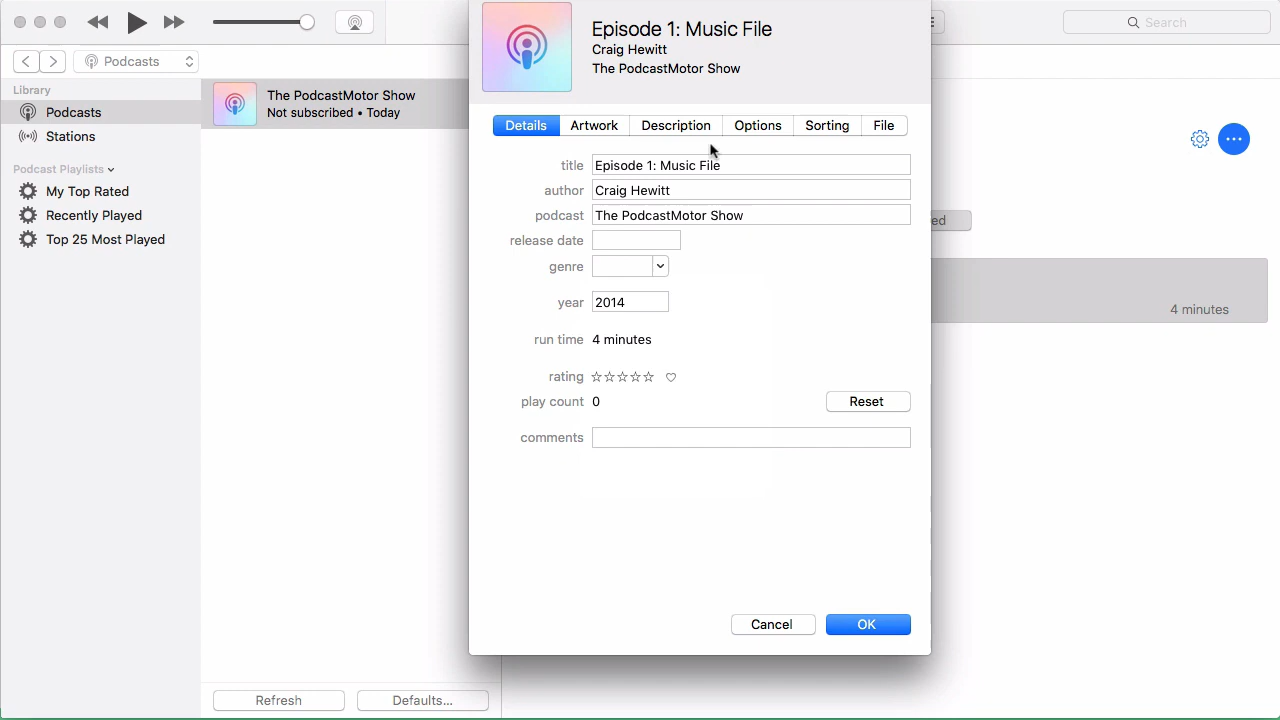 Search
Podcasts
Library
Podcasts
Stations
Podcast Playlists
My Top Rated
Recently Played
Top 25 Most Played
The PodcastMotor Show
Not subscribed • Today
Refresh
Defaults...
Episode 1: Music File
Craig Hewitt
The PodcastMotor Show
Details Artwork Description Options Sorting File
title Episode 1: Music File
author Craig Hewitt
podcast The PodcastMotor Show
release date
genre
year 2014
run time 4 minutes
rating ☆☆☆☆☆ ♡
play count 0 Reset
comments
Cancel OK
ed
4 minutes